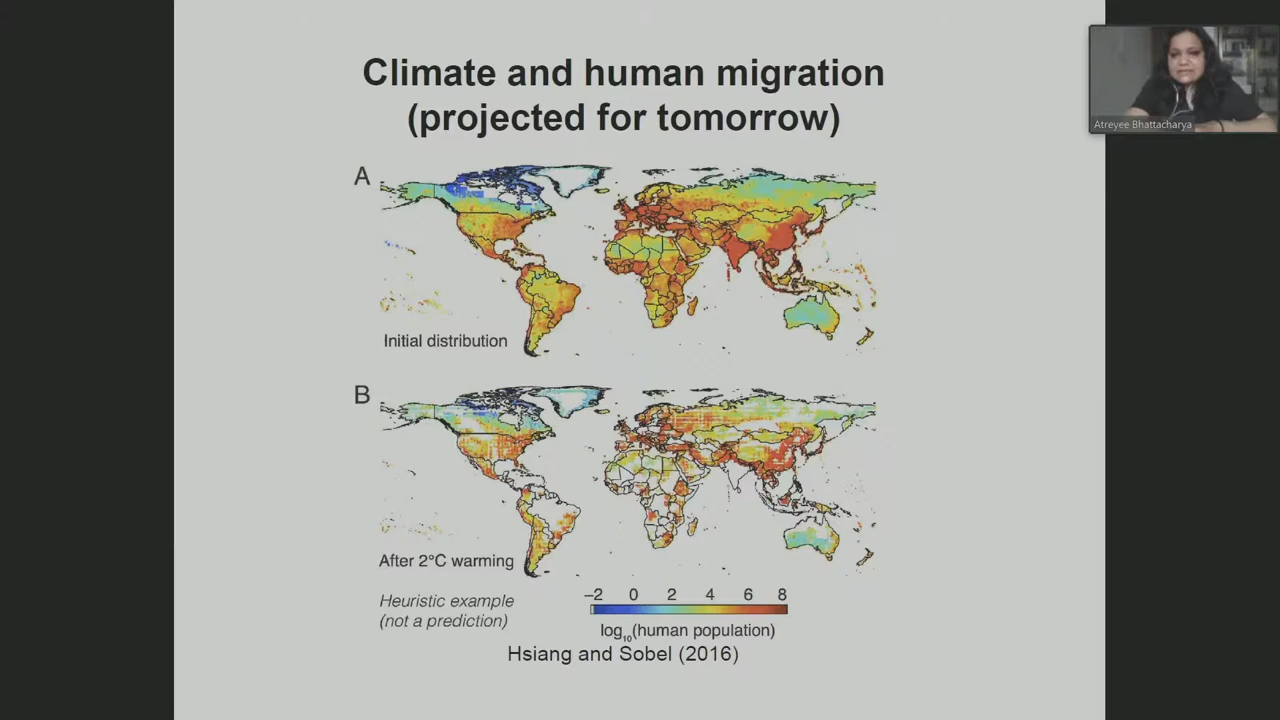 Climate and human migration
(projected for tomorrow)
Atreyee Bhattacharya
A
Initial distribution
B
After 2°C warming
Heuristic example
(not a prediction)
−2 0 2 4 6 8
log10(human population)
Hsiang and Sobel (2016)